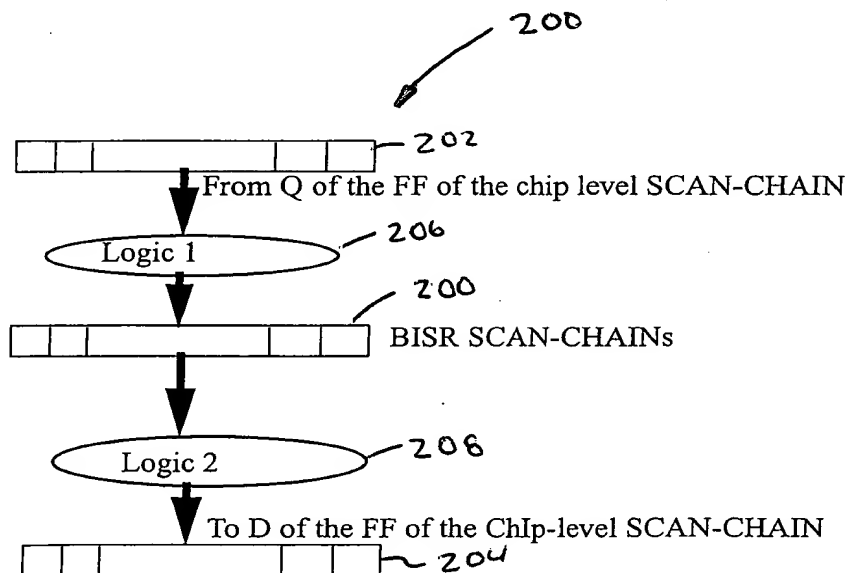 200
202
From Q of the FF of the chip level SCAN-CHAIN
206
Logic 1
200
BISR SCAN-CHAINs
208
Logic 2
To D of the FF of the ChIp-level SCAN-CHAIN
204